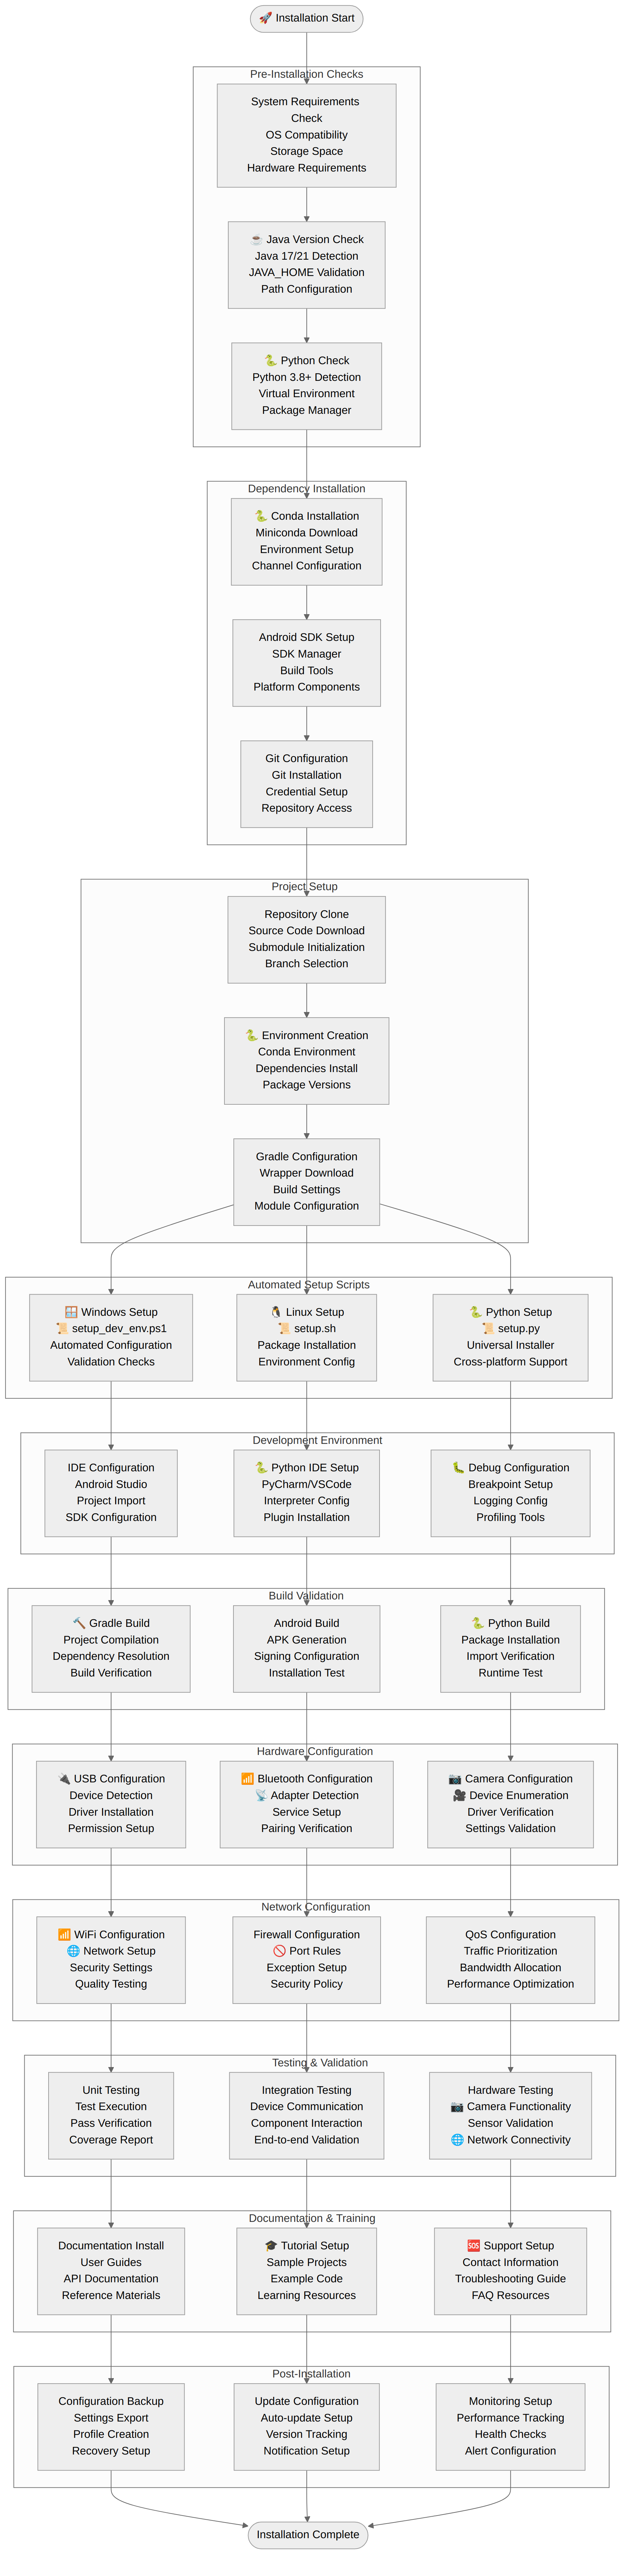 🚀 Installation Start
Pre-Installation Checks
System Requirements
Check
OS Compatibility
Storage Space
Hardware Requirements
☕ Java Version Check
Java 17/21 Detection
JAVA_HOME Validation
Path Configuration
🐍 Python Check
Python 3.8+ Detection
Virtual Environment
Package Manager
Dependency Installation
🐍 Conda Installation
Miniconda Download
Environment Setup
Channel Configuration
Android SDK Setup
SDK Manager
Build Tools
Platform Components
Git Configuration
Git Installation
Credential Setup
Repository Access
Project Setup
Repository Clone
Source Code Download
Submodule Initialization
Branch Selection
🐍 Environment Creation
Conda Environment
Dependencies Install
Package Versions
Gradle Configuration
Wrapper Download
Build Settings
Module Configuration
Automated Setup Scripts
🪟 Windows Setup
📜 setup_dev_env.ps1
Automated Configuration
Validation Checks
🐧 Linux Setup
📜 setup.sh
Package Installation
Environment Config
🐍 Python Setup
📜 setup.py
Universal Installer
Cross-platform Support
Development Environment
IDE Configuration
Android Studio
Project Import
SDK Configuration
🐍 Python IDE Setup
PyCharm/VSCode
Interpreter Config
Plugin Installation
🐛 Debug Configuration
Breakpoint Setup
Logging Config
Profiling Tools
Build Validation
🔨 Gradle Build
Project Compilation
Dependency Resolution
Build Verification
Android Build
APK Generation
Signing Configuration
Installation Test
🐍 Python Build
Package Installation
Import Verification
Runtime Test
Hardware Configuration
🔌 USB Configuration
Device Detection
Driver Installation
Permission Setup
📶 Bluetooth Configuration
📡 Adapter Detection
Service Setup
Pairing Verification
📷 Camera Configuration
🎥 Device Enumeration
Driver Verification
Settings Validation
Network Configuration
📶 WiFi Configuration
🌐 Network Setup
Security Settings
Quality Testing
Firewall Configuration
🚫 Port Rules
Exception Setup
Security Policy
QoS Configuration
Traffic Prioritization
Bandwidth Allocation
Performance Optimization
Testing & Validation
Unit Testing
Test Execution
Pass Verification
Coverage Report
Integration Testing
Device Communication
Component Interaction
End-to-end Validation
Hardware Testing
📷 Camera Functionality
Sensor Validation
🌐 Network Connectivity
Documentation & Training
Documentation Install
User Guides
API Documentation
Reference Materials
🎓 Tutorial Setup
Sample Projects
Example Code
Learning Resources
🆘 Support Setup
Contact Information
Troubleshooting Guide
FAQ Resources
Post-Installation
Configuration Backup
Settings Export
Profile Creation
Recovery Setup
Update Configuration
Auto-update Setup
Version Tracking
Notification Setup
Monitoring Setup
Performance Tracking
Health Checks
Alert Configuration
Installation Complete